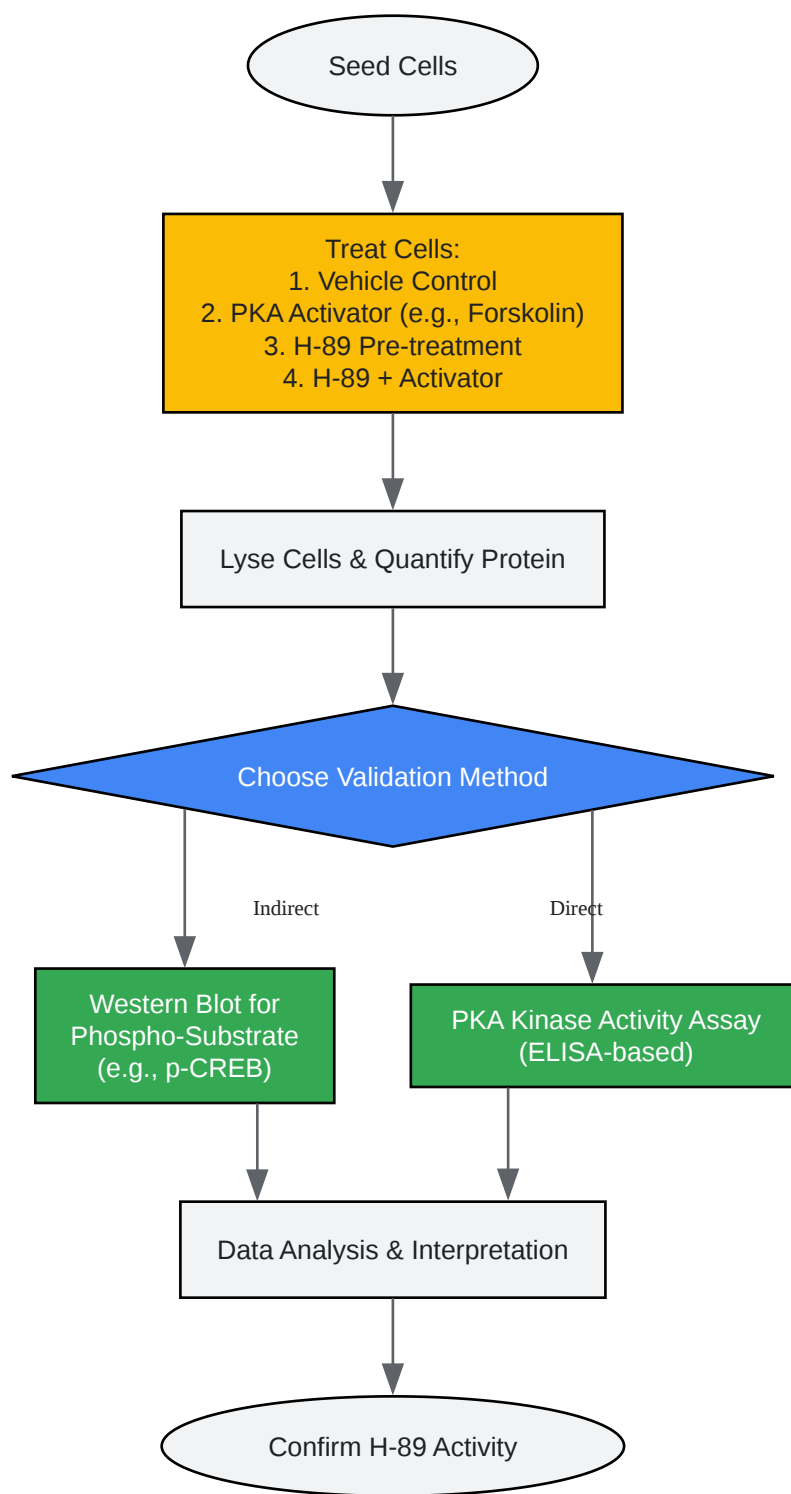 Seed Cells
Treat Cells:
1. Vehicle Control
2. PKA Activator (e.g., Forskolin)
3. H-89 Pre-treatment
4. H-89 + Activator
Lyse Cells & Quantify Protein
Choose Validation Method
Indirect
Direct
Western Blot for
Phospho-Substrate
(e.g., p-CREB)
PKA Kinase Activity Assay
(ELISA-based)
Data Analysis & Interpretation
Confirm H-89 Activity